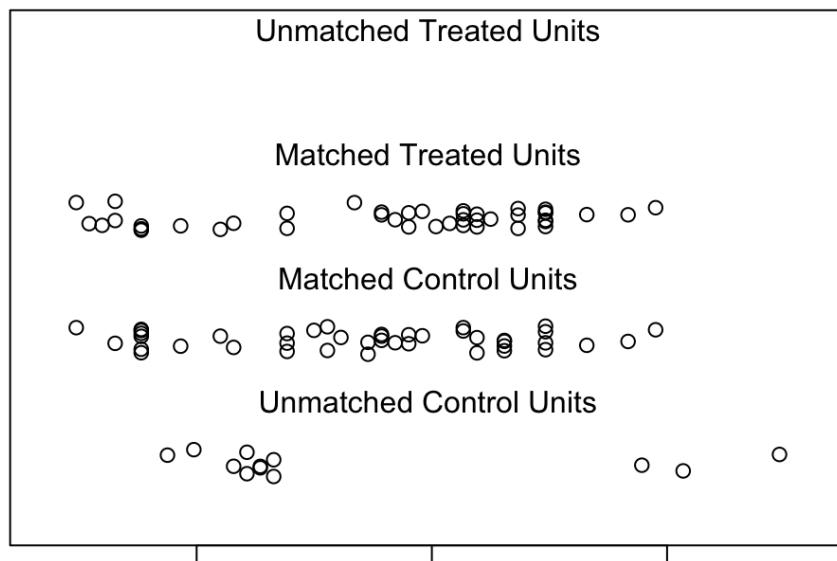 Unmatched Treated Units
Matched Treated Units
Matched Control Units
Unmatched Control Units